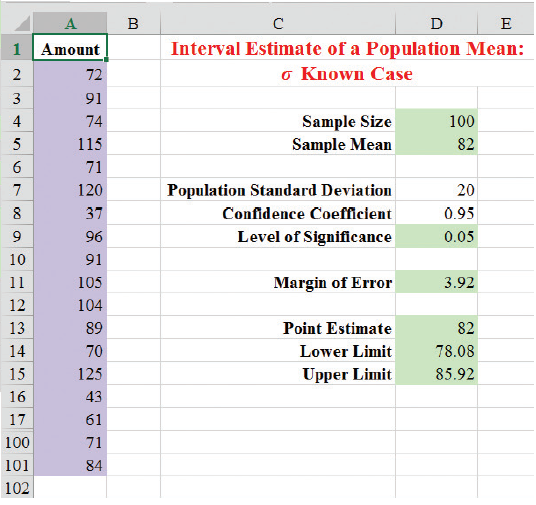 A B C D E
1 Amount Interval Estimate of a Population Mean:
2 72 σ Known Case
3 91
4 74 Sample Size 100
5 115 Sample Mean 82
6 71
7 120 Population Standard Deviation 20
8 37 Confidence Coefficient 0.95
9 96 Level of Significance 0.05
10 91
11 105 Margin of Error 3.92
12 104
13 89 Point Estimate 82
14 70 Lower Limit 78.08
15 125 Upper Limit 85.92
16 43
17 61
100 71
101 84
102